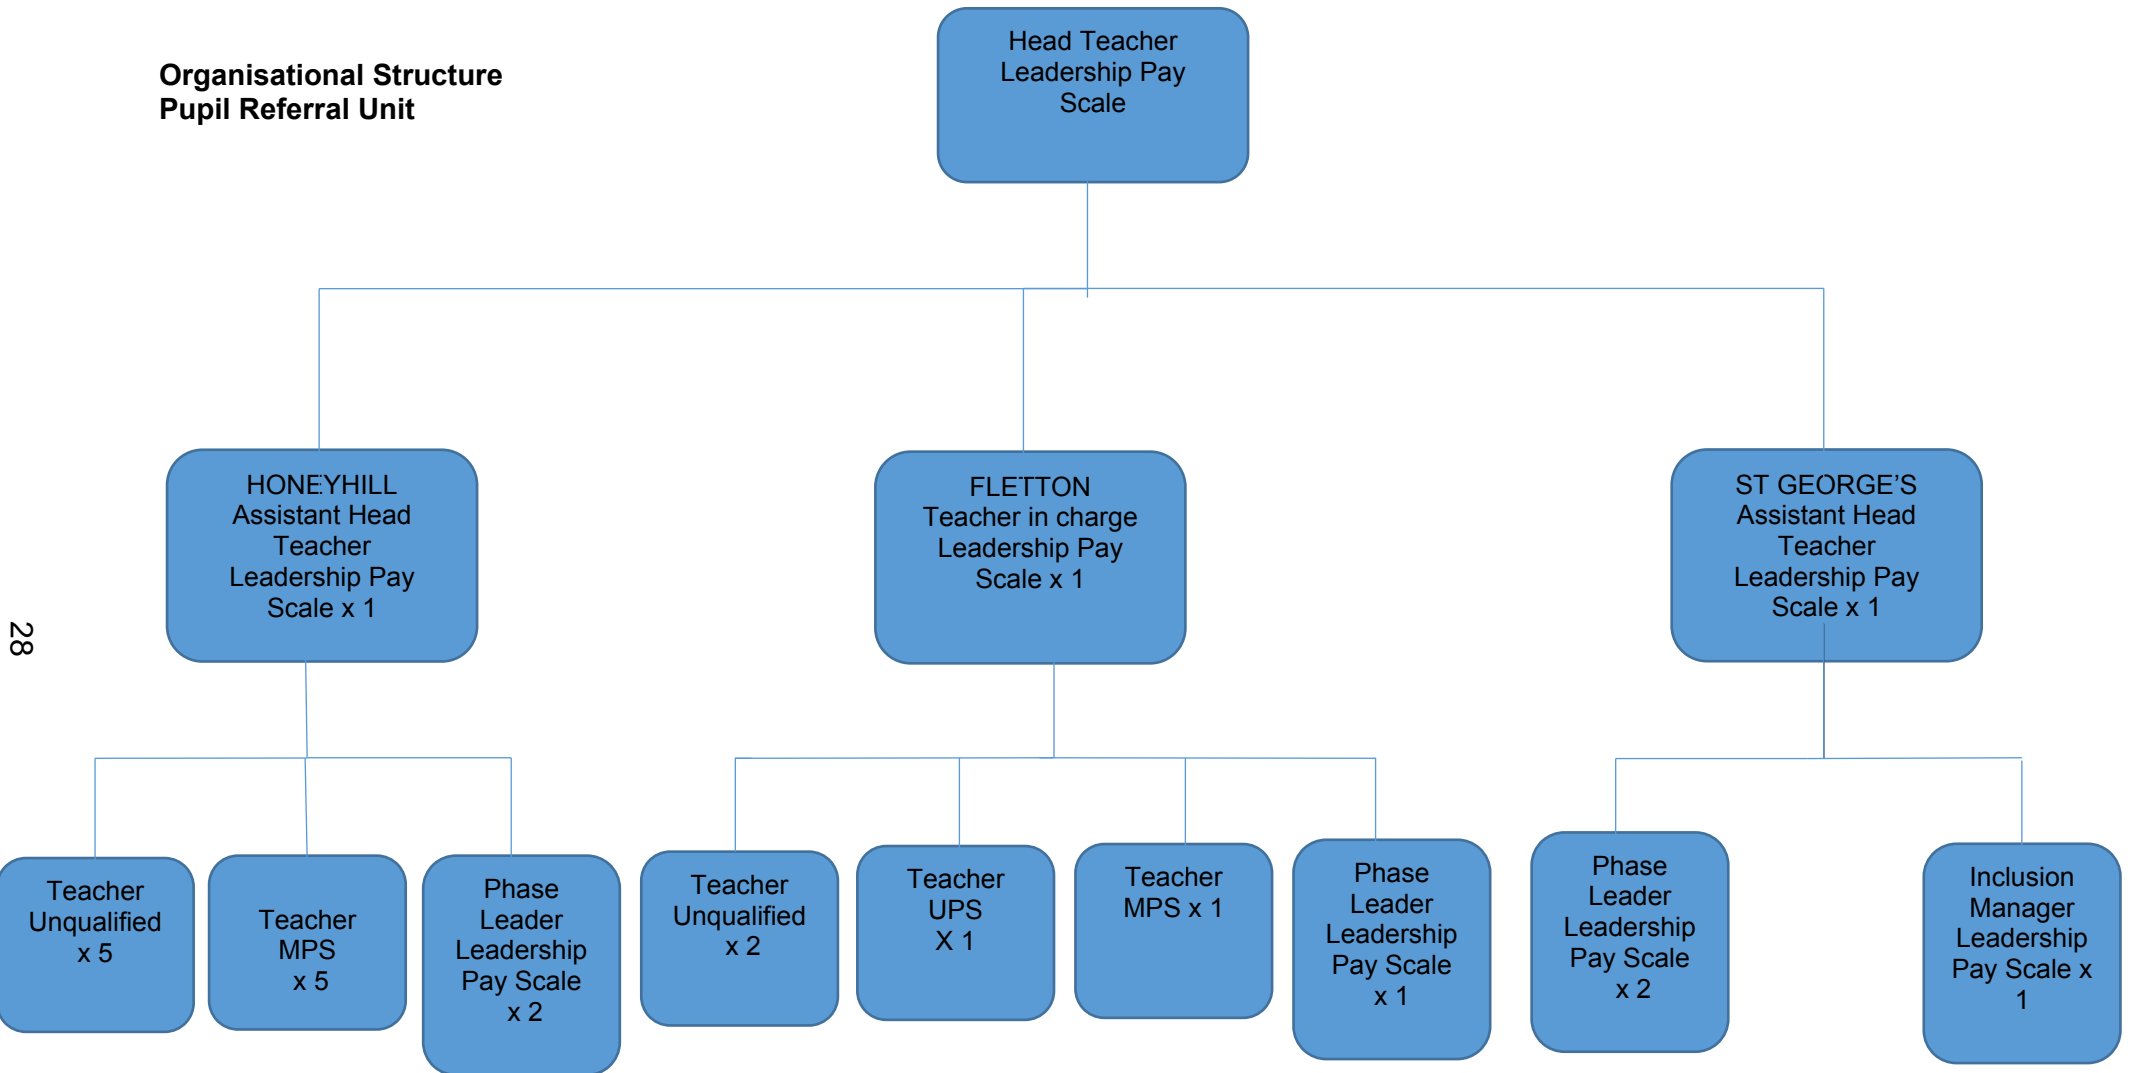 Organisational Structure
Pupil Referral Unit
Head Teacher
Leadership Pay
Scale
HONEYHILL
Assistant Head
Teacher
Leadership Pay
Scale x 1
FLETTON
Teacher in charge
Leadership Pay
Scale x 1
ST GEORGE’S
Assistant Head
Teacher
Leadership Pay
Scale x 1
28
Teacher
Unqualified
x 5
Teacher
MPS
x 5
Phase
Leader
Leadership
Pay Scale
x 2
Teacher
Unqualified
x 2
Teacher
UPS
X 1
Teacher
MPS x 1
Phase
Leader
Leadership
Pay Scale
x 1
Phase
Leader
Leadership
Pay Scale
x 2
Inclusion
Manager
Leadership
Pay Scale x
1